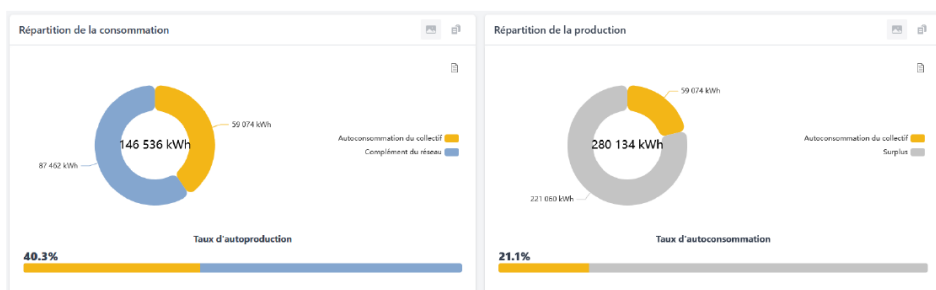 Répartition de la consommation
59 074 kWh
146 536 kWh
87 462 kWh
Autoconsommation du collectif
Complément du réseau
Taux d'autoproduction
40.3%
Répartition de la production
59 074 kWh
280 134 kWh
221 060 kWh
Autoconsommation du collectif
Surplus
Taux d'autoconsommation
21.1%